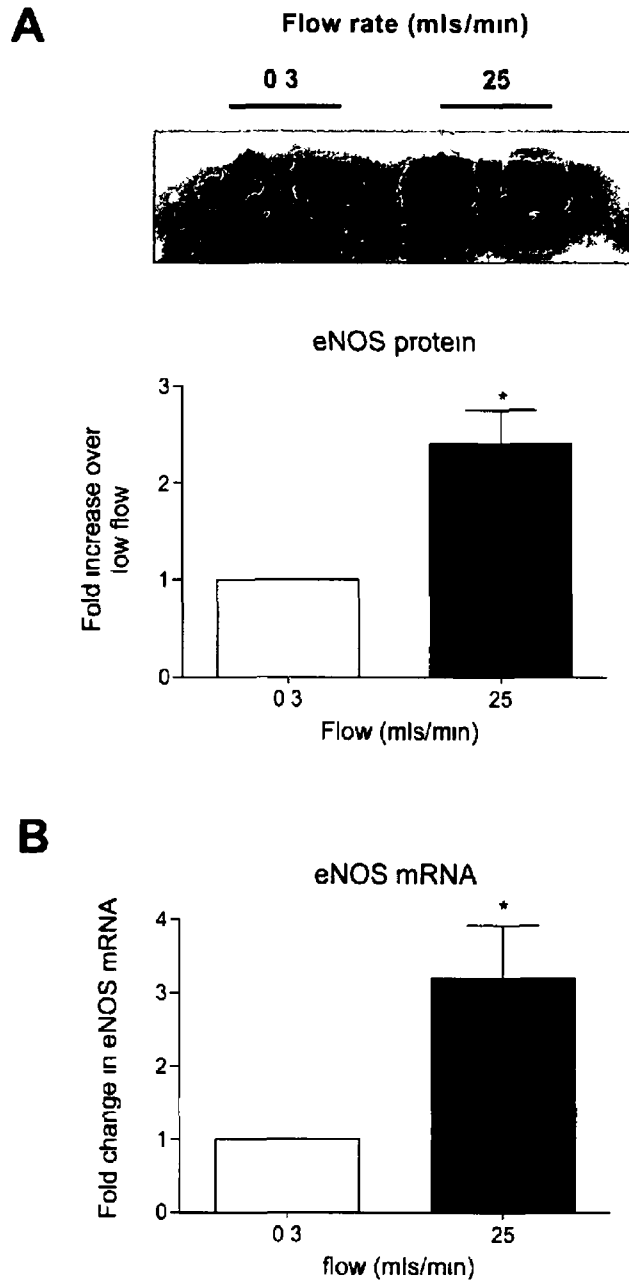 A
Flow rate (mls/min)
0 3 25
eNOS protein
Fold increase over
low flow
3
2
1
0
*
0 3 25
Flow (mls/min)
B
eNOS mRNA
Fold change in eNOS mRNA
4
3
2
1
0
*
0 3 25
flow (mls/min)